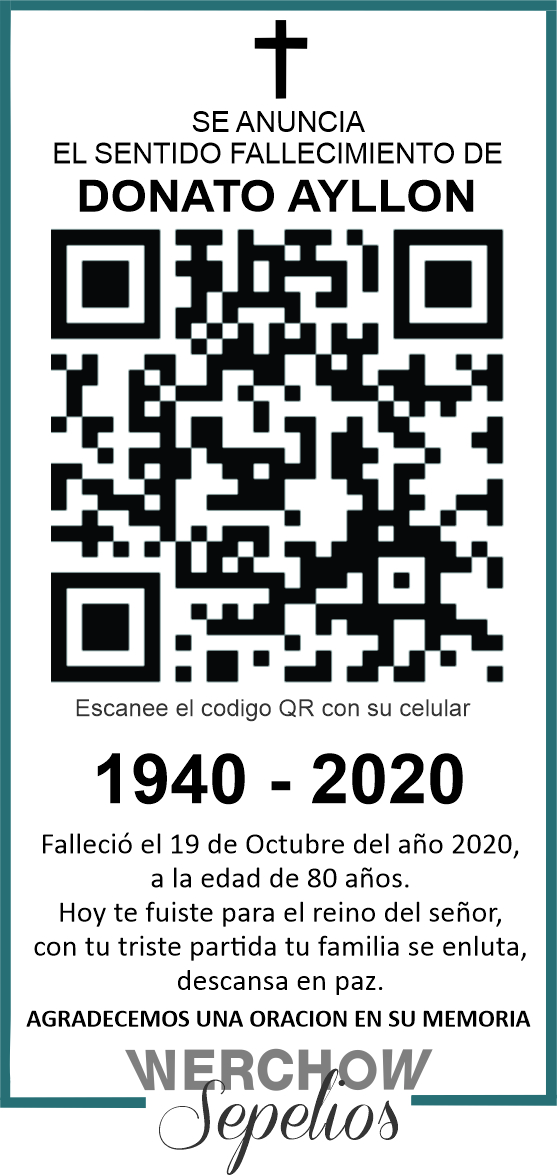 SE ANUNCIA
EL SENTIDO FALLECIMIENTO DE
DONATO AYLLON
Escanee el codigo QR con su celular
1940 - 2020
Falleció el 19 de Octubre del año 2020,
a la edad de 80 años.
Hoy te fuiste para el reino del señor,
con tu triste partida tu familia se enluta,
descansa en paz.
AGRADECEMOS UNA ORACION EN SU MEMORIA
WERCHOW
Sepelios